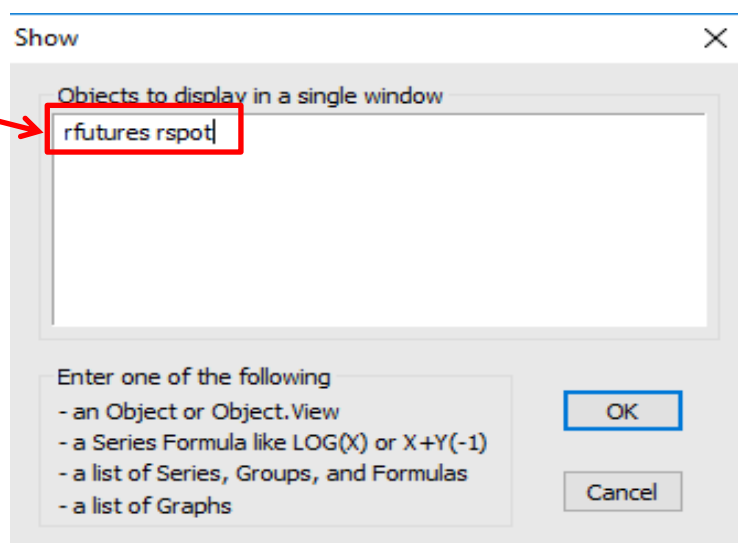 Show
Objects to display in a single window
rfutures rspot
Enter one of the following
- an Object or Object.View
- a Series Formula like LOG(X) or X+Y(-1)
- a list of Series, Groups, and Formulas
- a list of Graphs
OK
Cancel